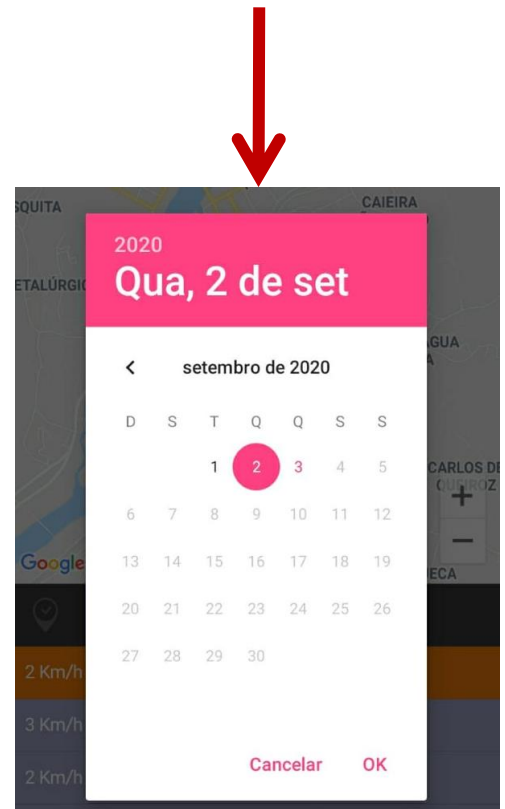 SQUITA
CAIEIRA
2020
Qua, 2 de set
ETALÚRGIC
setembro de 2020
D S T Q Q S S
1 2 3 4 5
6 7 8 9 10 11 12
13 14 15 16 17 18 19
20 21 22 23 24 25 26
27 28 29 30
CARLOS DE
QUEIROZ
+
−
Google
ECA
2 Km/h
3 Km/h
2 Km/h
Cancelar OK